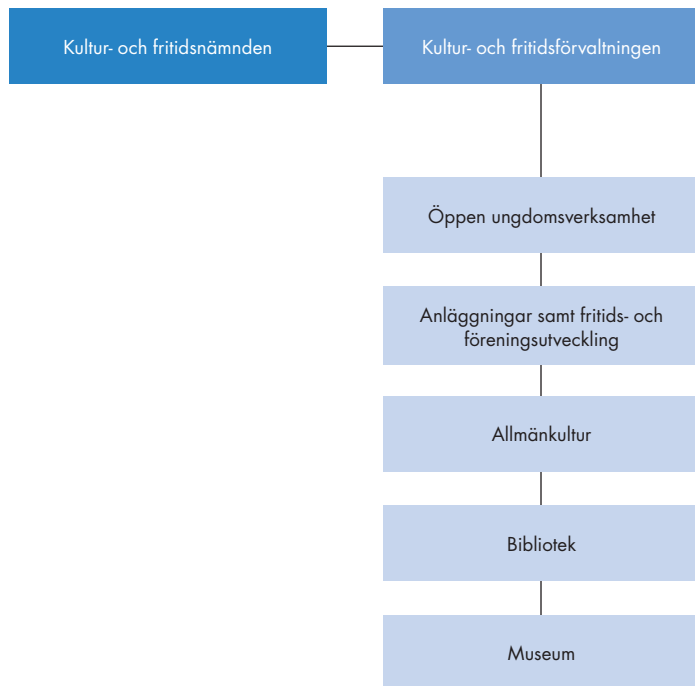 Kultur- och fritidsnämnden
Kultur- och fritidsförvaltningen
Öppen ungdomsverksamhet
Anläggningar samt fritids- och
föreningsutveckling
Allmänkultur
Bibliotek
Museum